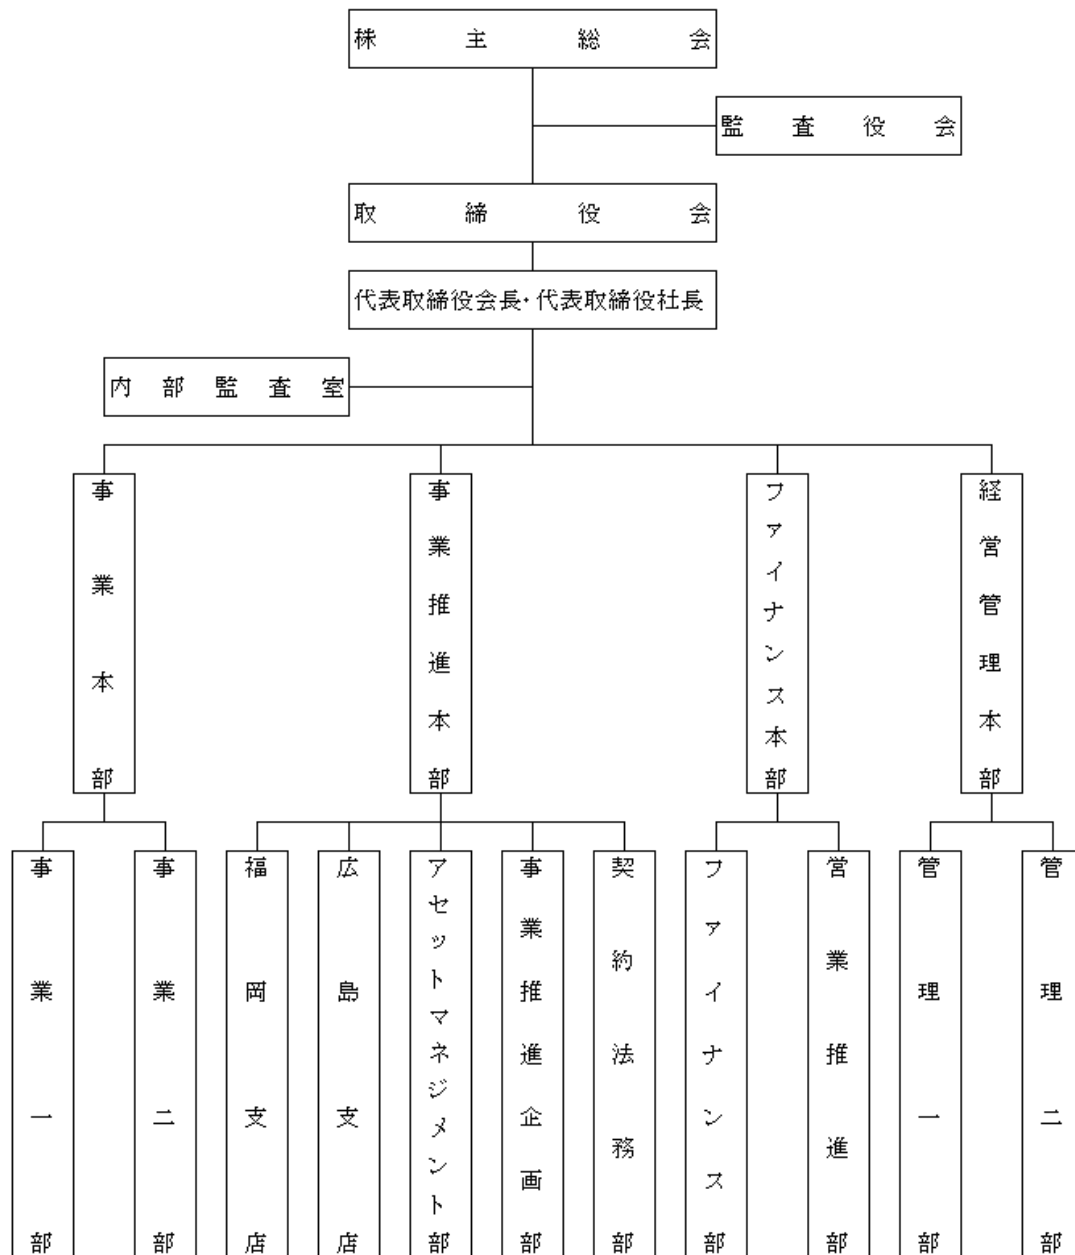 株主総会
監査役会
取締役会
代表取締役会長・代表取締役社長
内部監査室
事業本部
事業推進本部
ファイナンス本部
経営管理本部
事業一部
事業二部
福岡支店
広島支店
アセットマネジメント部
事業推進企画部
契約法務部
ファイナンス部
営業推進部
管理一部
管理二部